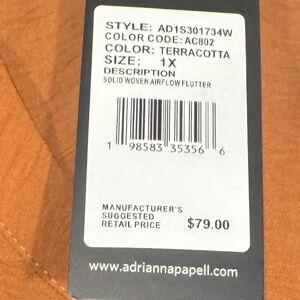 STYLE: AD1S301734W
COLOR CODE: AC802
COLOR: TERRACOTTA
SIZE: 1X
DESCRIPTION
SOLID WOVEN AIRFLOW FLUTTER
1 98583 35356 6
MANUFACTURER'S
SUGGESTED
RETAIL PRICE $79.00
www.adriannapapell.com